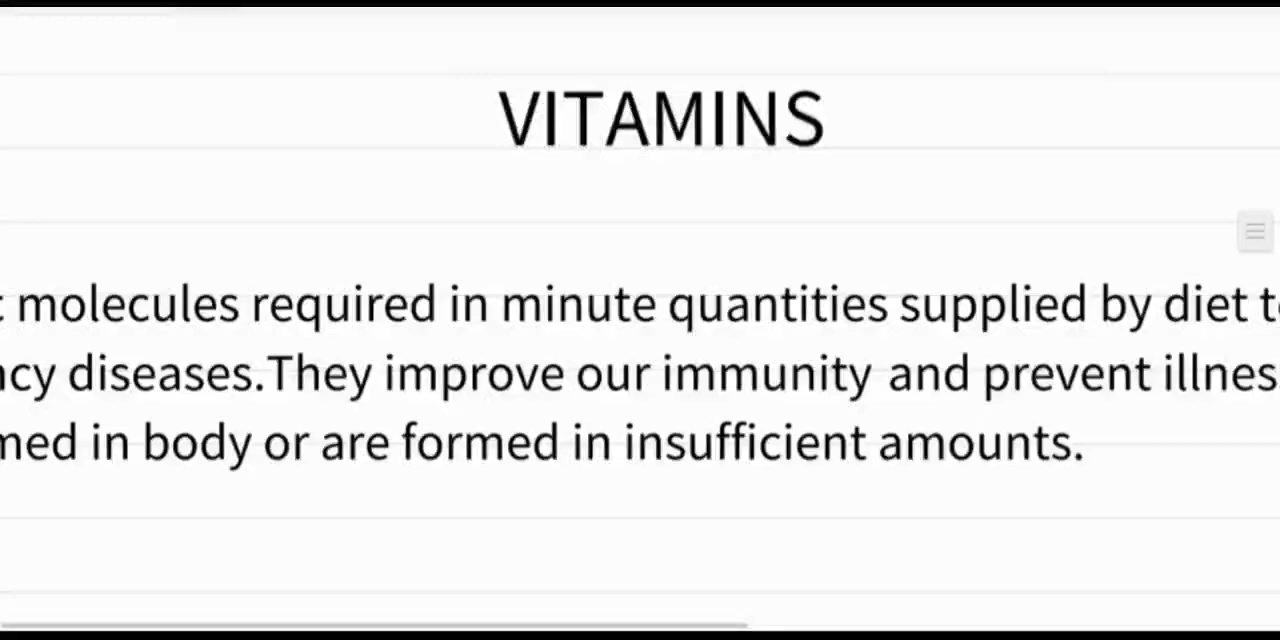 VITAMINS
molecules required in minute quantities supplied by diet
diseases.They improve our immunity and prevent
in body or are formed in insufficient amounts.